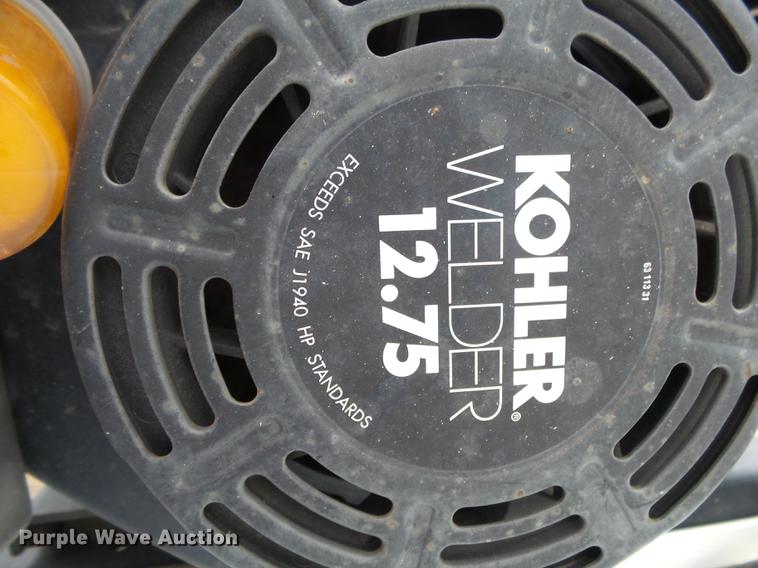 KOHLER®
WELDER
12.75
EXCEEDS SAE J1940 HP STANDARDS
63 113 31
Purple Wave Auction